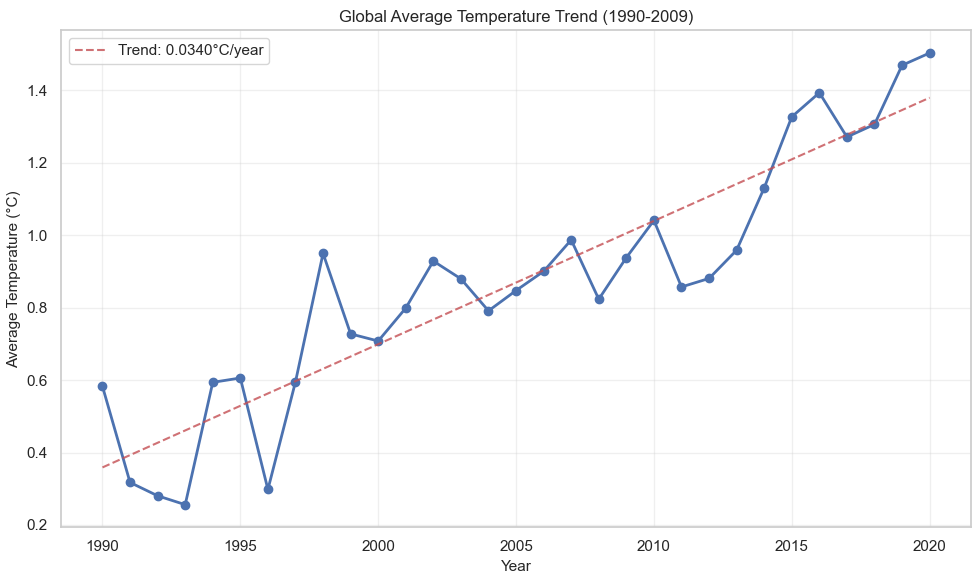 Global Average Temperature Trend (1990-2009)
Trend: 0.0340°C/year
Average Temperature (°C)
1.4
1.2
1.0
0.8
0.6
0.4
0.2
1990 1995 2000 2005 2010 2015 2020
Year